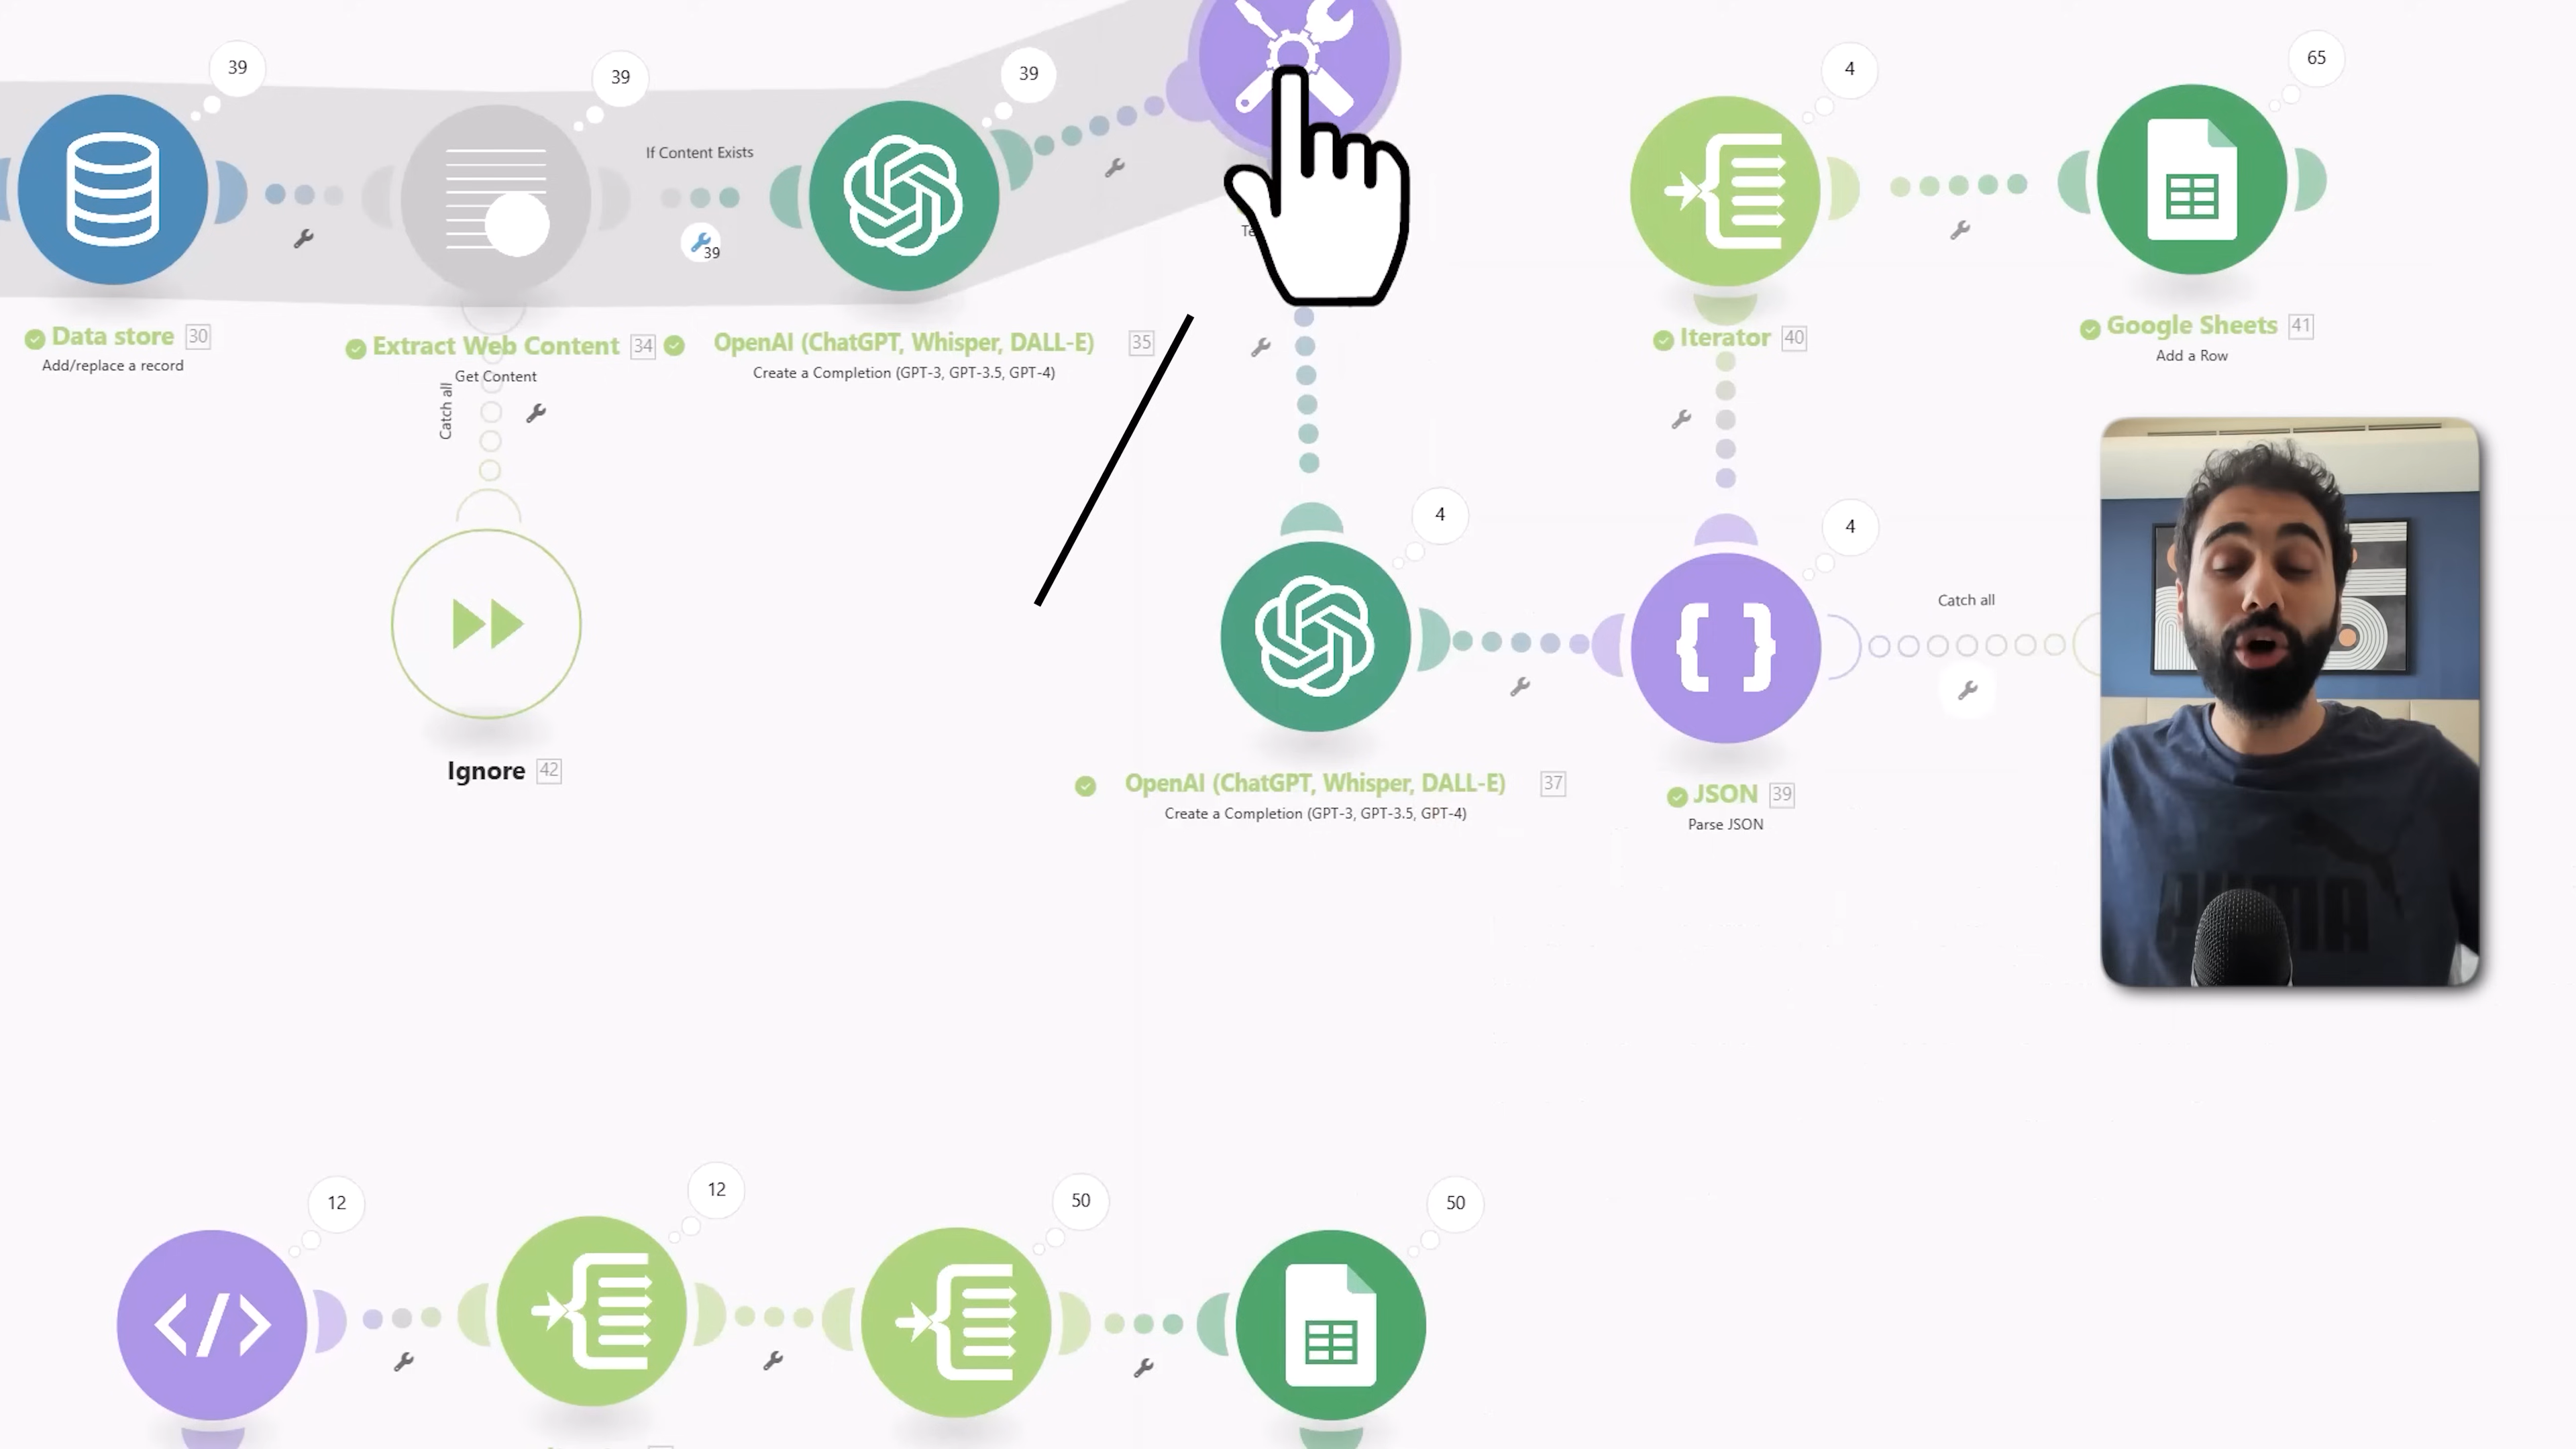 39
39
39
4
65
If Content Exists
39
Te
Data store 30
Add/replace a record
Extract Web Content 34
Get Content
OpenAI (ChatGPT, Whisper, DALL-E) 35
Create a Completion (GPT-3, GPT-3.5, GPT-4)
Iterator 40
Google Sheets 41
Add a Row
Catch all
4
4
Catch all
Ignore 42
OpenAI (ChatGPT, Whisper, DALL-E) 37
Create a Completion (GPT-3, GPT-3.5, GPT-4)
JSON 39
Parse JSON
PUMA
12
12
50
50